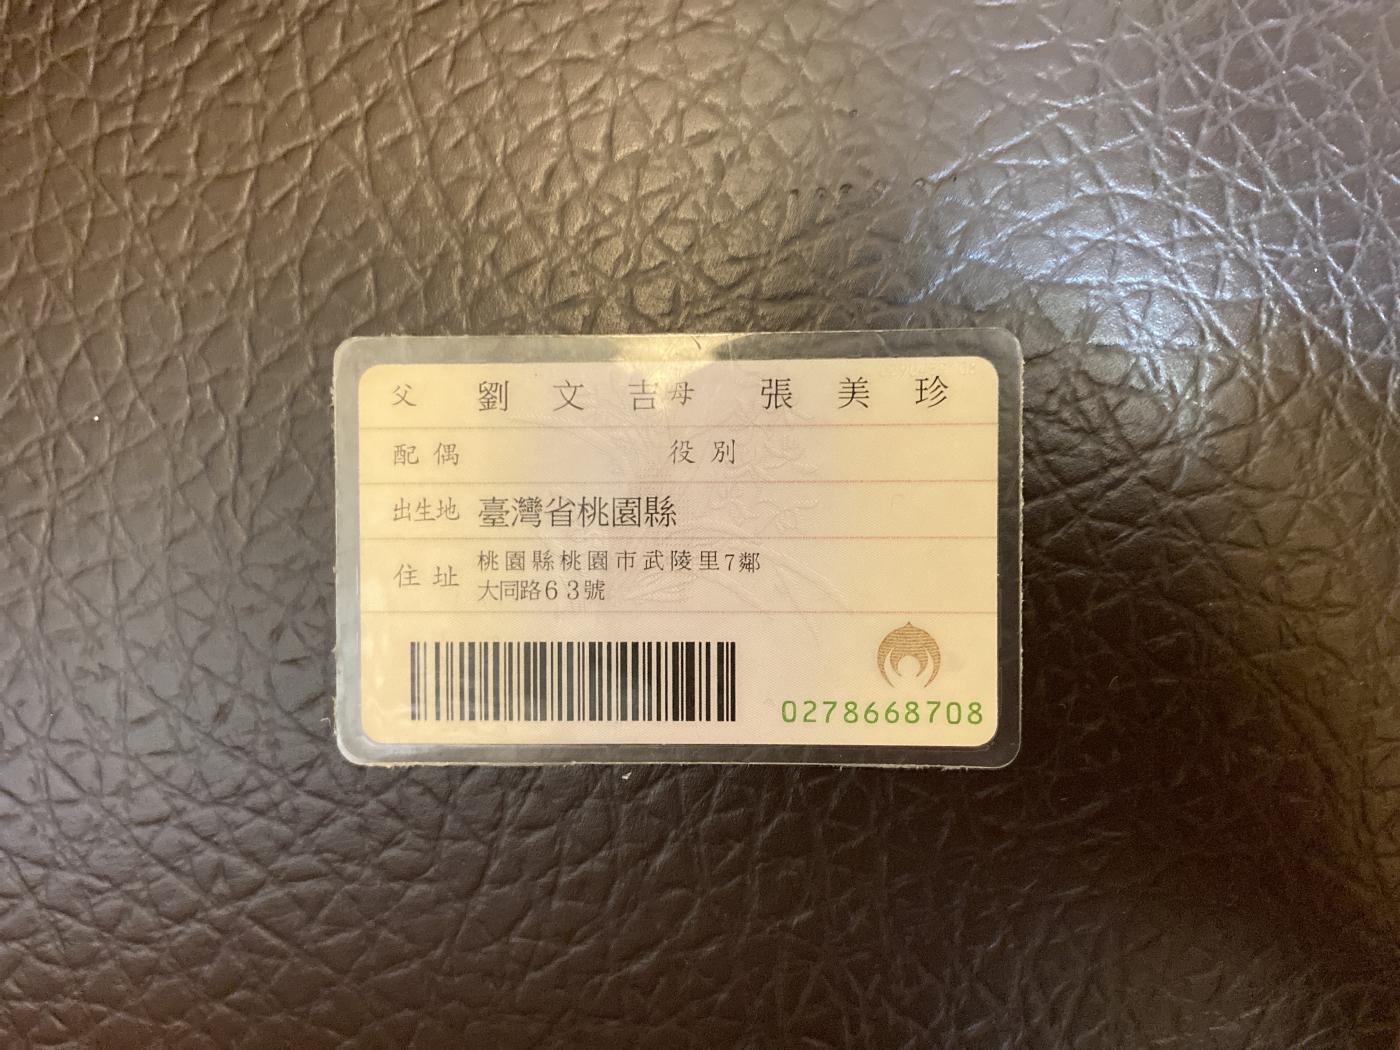 父 劉文吉 母 張美珍
配偶 役別
出生地 臺灣省桃園縣
住址 桃園縣桃園市武陵里7鄰
大同路63號
0278668708